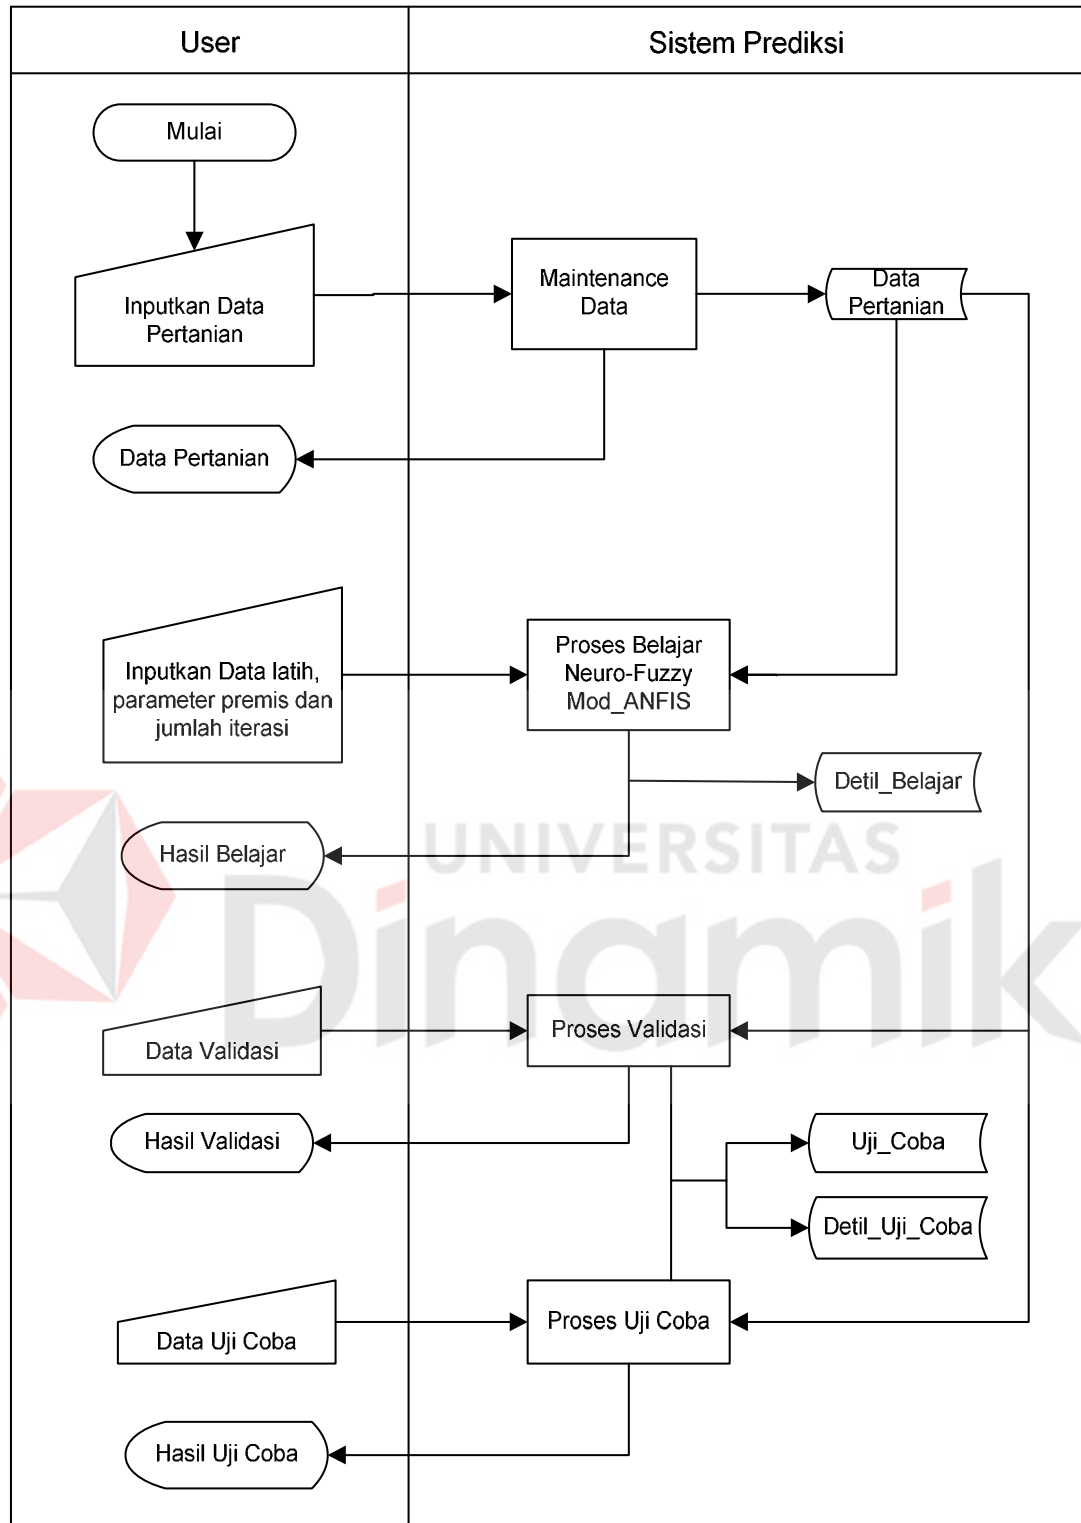 User
Sistem Prediksi
Mulai
Inputkan Data
Pertanian
Maintenance
Data
Data
Pertanian
Data Pertanian
Inputkan Data latih,
parameter premis dan
jumlah iterasi
Proses Belajar
Neuro-Fuzzy
Mod_ANFIS
Detil_Belajar
Hasil Belajar
UNIVERSITAS
Dinamik
Data Validasi
Proses Validasi
Hasil Validasi
Uji_Coba
Detil_Uji_Coba
Data Uji Coba
Proses Uji Coba
Hasil Uji Coba